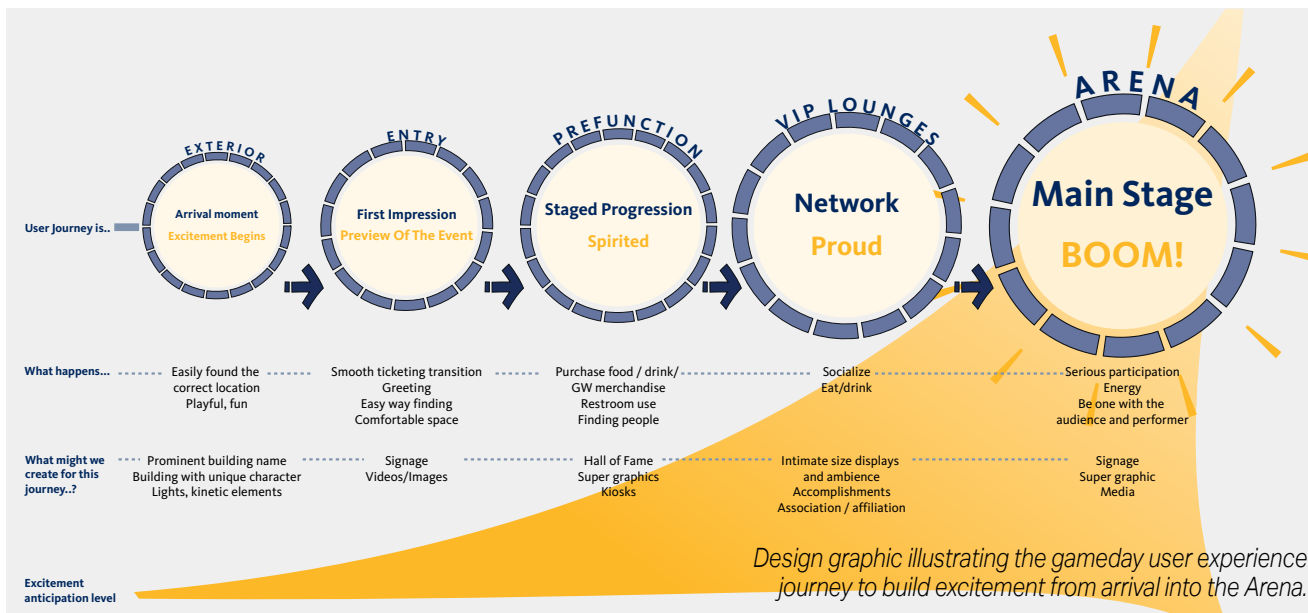 EXTERIOR
ENTRY
PREFUNCTION
VIP LOUNGES
ARENA
User Journey is..
Arrival moment
Excitement Begins
First Impression
Preview Of The Event
Staged Progression
Spirited
Network
Proud
Main Stage
BOOM!
What happens...
Easily found the
correct location
Playful, fun
Smooth ticketing transition
Greeting
Easy way finding
Comfortable space
Purchase food / drink/
GW merchandise
Restroom use
Finding people
Socialize
Eat/drink
Serious participation
Energy
Be one with the
audience and performer
What might we
create for this
journey..?
Prominent building name
Building with unique character
Lights, kinetic elements
Signage
Videos/Images
Hall of Fame
Super graphics
Kiosks
Intimate size displays
and ambience
Accomplishments
Association / affiliation
Signage
Super graphic
Media
Excitement
anticipation level
Design graphic illustrating the gameday user experience
journey to build excitement from arrival into the Arena.